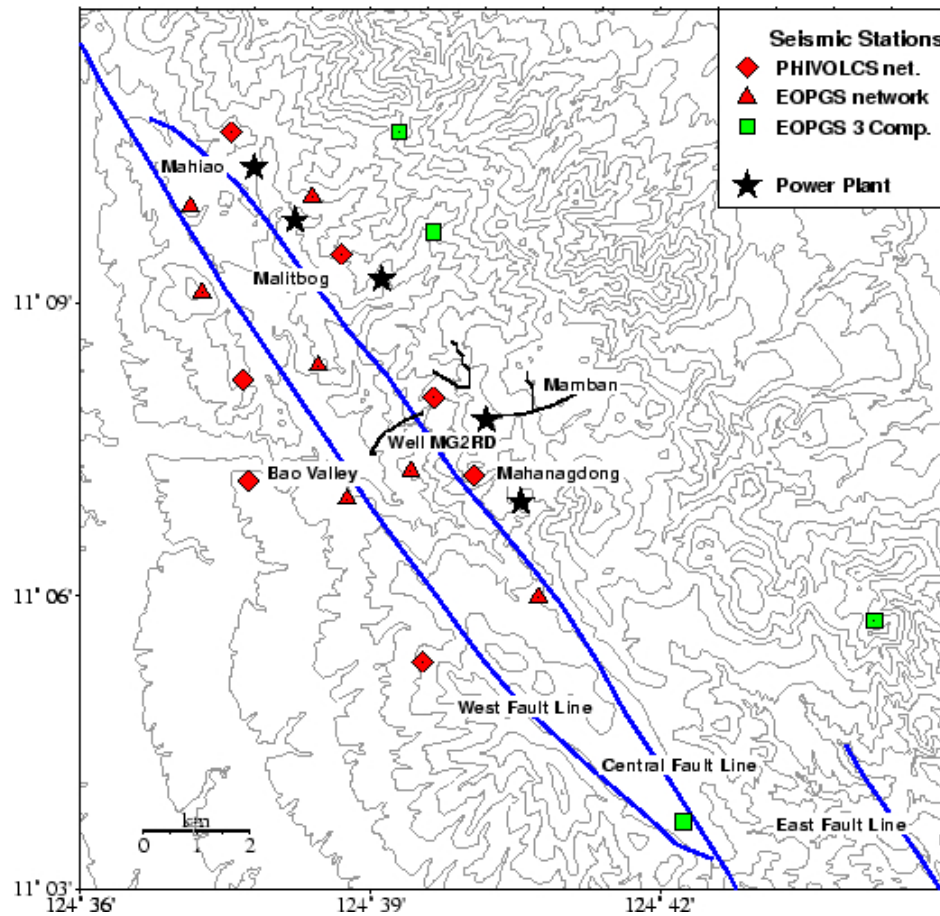 Seismic Stations
PHIVOLCS net.
EOPGS network
EOPGS 3 Comp.
Power Plant
Mahiao
Malitbog
11° 09'
Mamban
Well MG2RD
Bao Valley
Mahanagdong
11° 06'
West Fault Line
Central Fault Line
East Fault Line
km
0 2
11° 03'
124° 36' 124° 39' 124° 42'